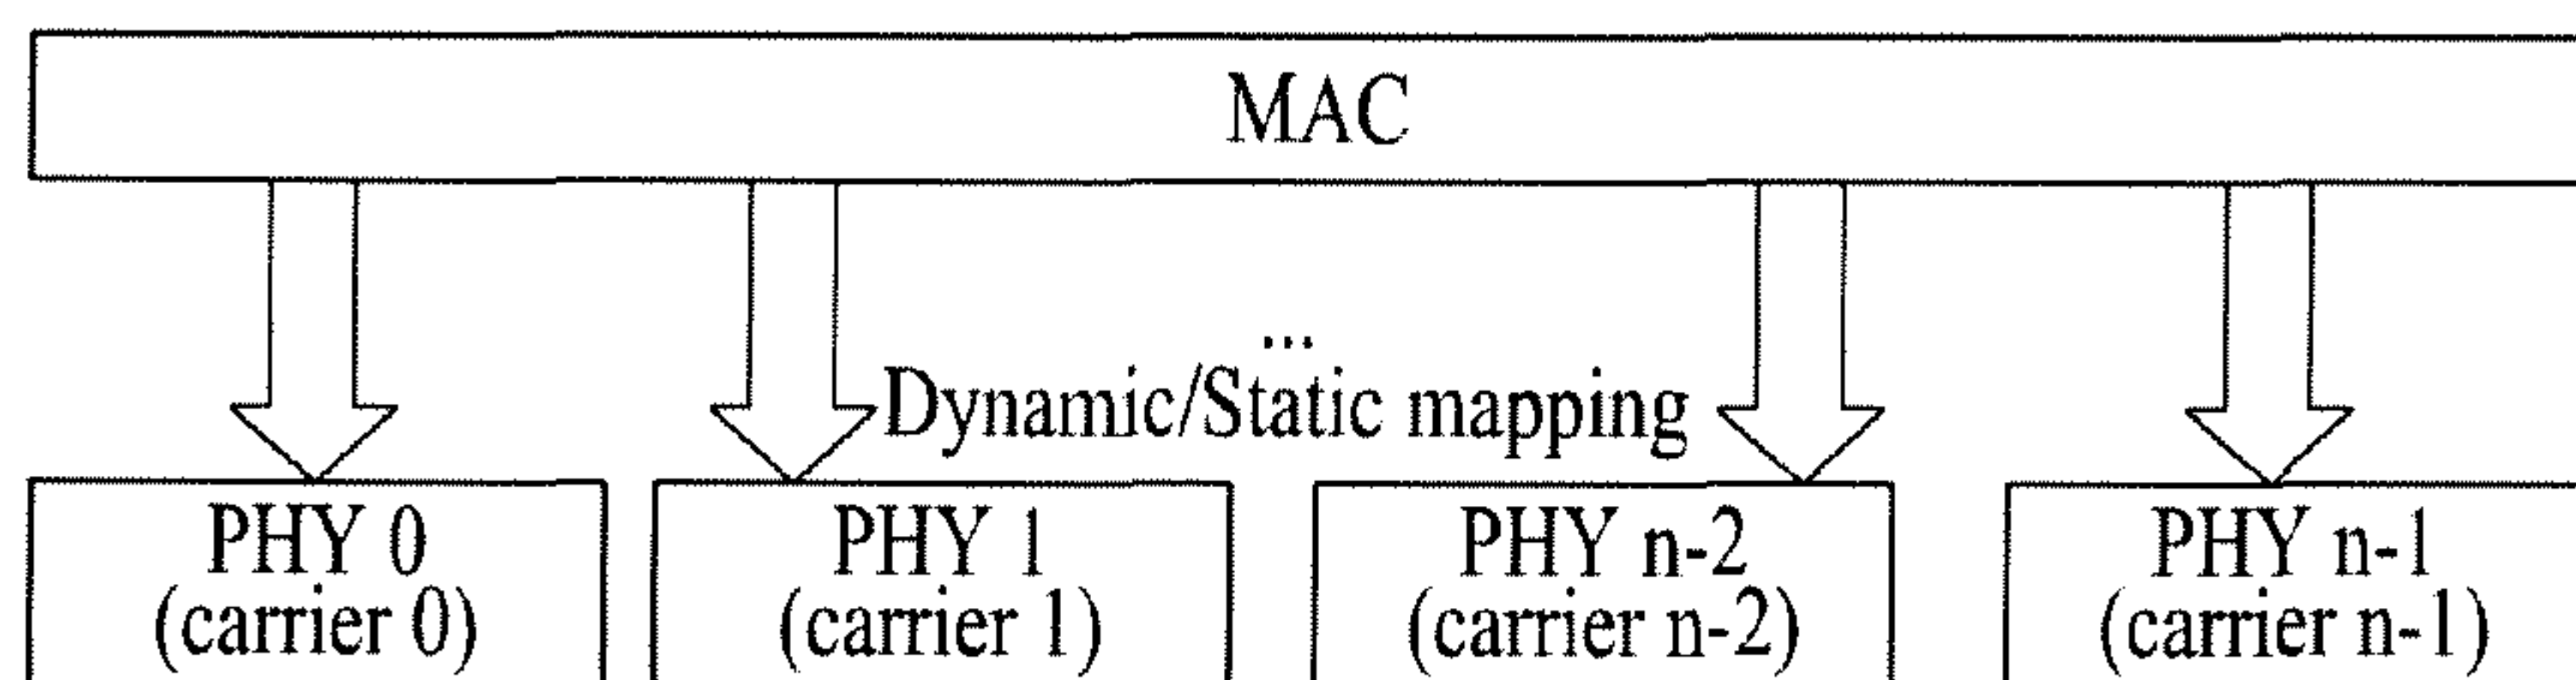 MAC
...
Dynamic/Static mapping
PHY 0
(carrier 0)
PHY 1
(carrier 1)
PHY n-2
(carrier n-2)
PHY n-1
(carrier n-1)